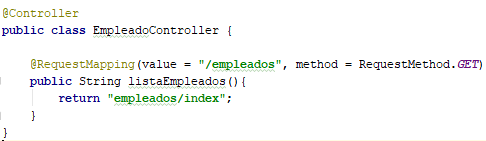 @Controller
public class EmpleadoController {
@RequestMapping(value = "/empleados", method = RequestMethod.GET)
public String listaEmpleados(){
return "empleados/index";
}
}